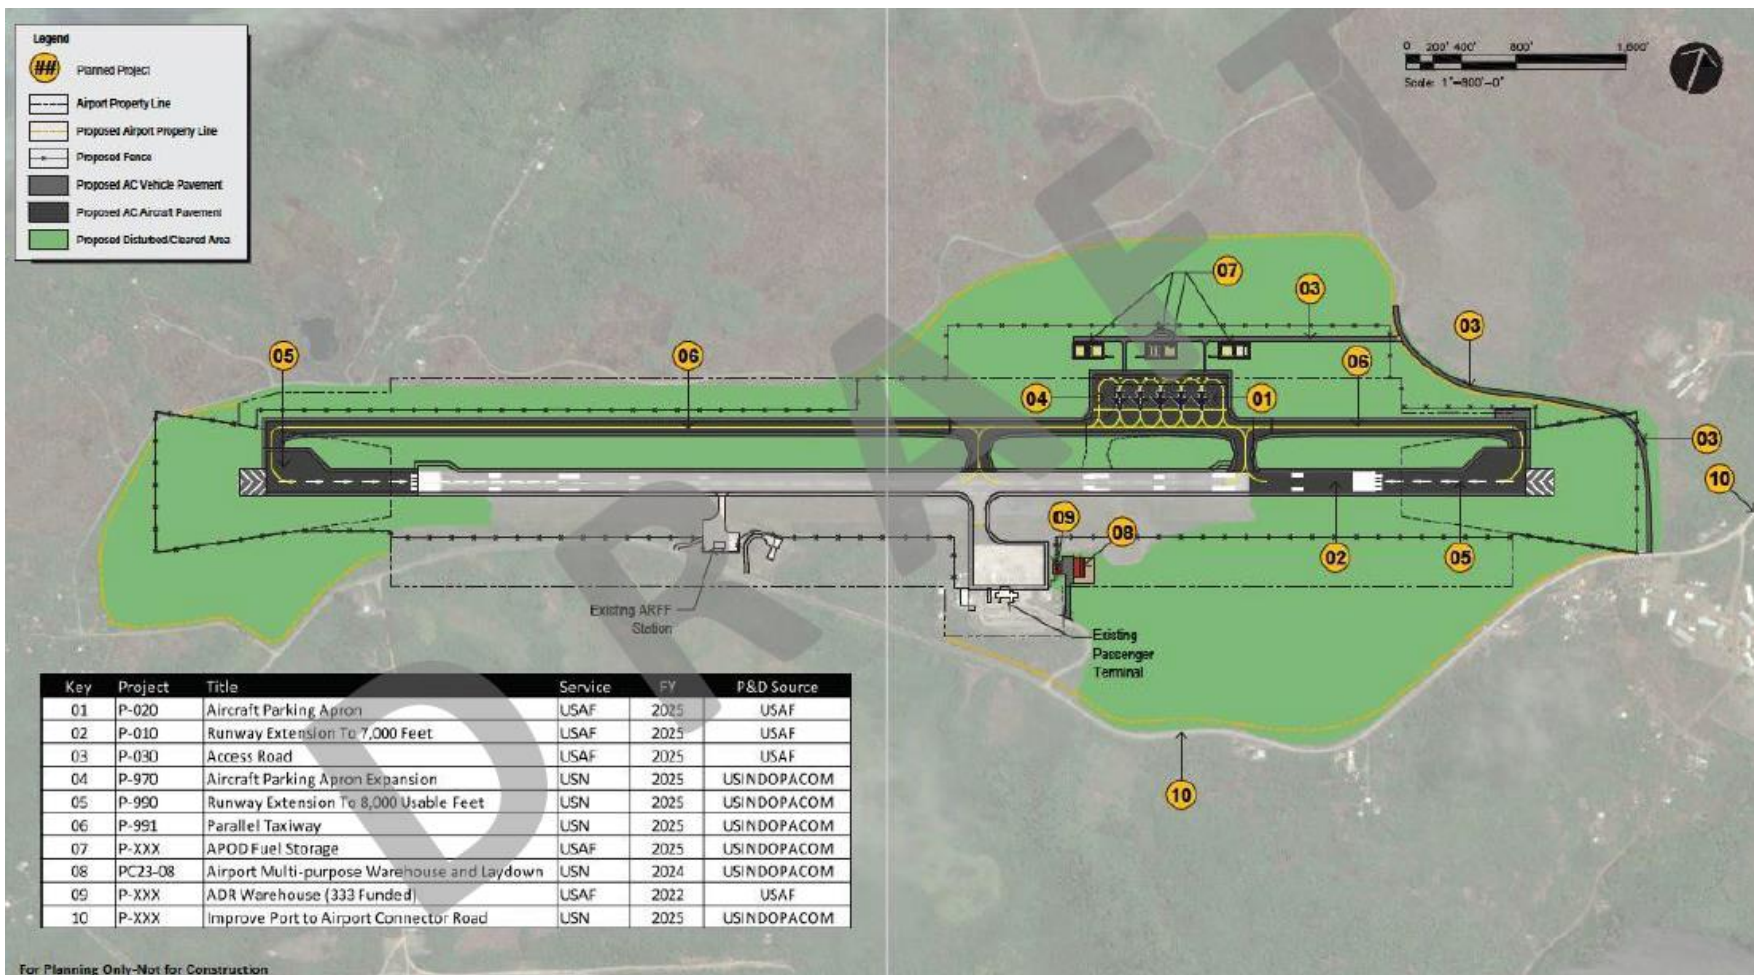 Legend
## Planned Project
Airport Property Line
Proposed Airport Property Line
Proposed Fence
Proposed AC Vehicle Pavement
Proposed AC Aircraft Pavement
Proposed Disturbed/Cleared Area
0 200' 400' 800' 1,600'
Scale: 1"=800'-0"
07
03
03
05
06
06
04
01
03
10
09
08
02
05
Existing ARFF
Station
Existing
Passenger
Terminal
10
DRAFT
Key Project Title Service FY P&D Source
01 P-020 Aircraft Parking Apron USAF 2025 USAF
02 P-010 Runway Extension To 7,000 Feet USAF 2025 USAF
03 P-030 Access Road USAF 2025 USAF
04 P-970 Aircraft Parking Apron Expansion USN 2025 USINDOPACOM
05 P-990 Runway Extension To 8,000 Usable Feet USN 2025 USINDOPACOM
06 P-991 Parallel Taxiway USN 2025 USINDOPACOM
07 P-XXX APOD Fuel Storage USAF 2025 USINDOPACOM
08 PC23-08 Airport Multi-purpose Warehouse and Laydown USN 2024 USINDOPACOM
09 P-XXX ADR Warehouse (333 Funded) USAF 2022 USAF
10 P-XXX Improve Port to Airport Connector Road USN 2025 USINDOPACOM
For Planning Only-Not for Construction